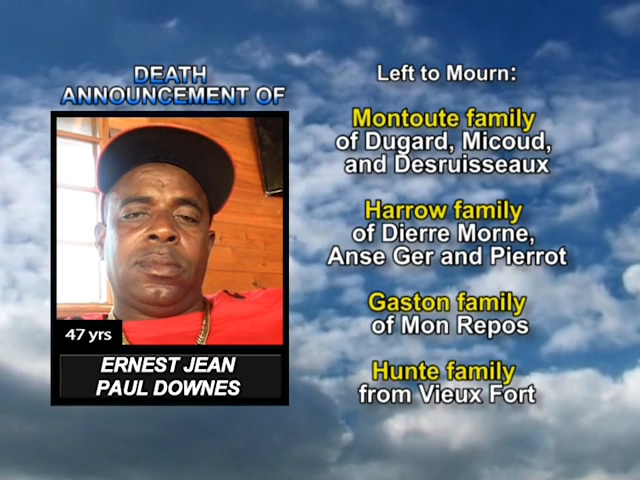 DEATH
ANNOUNCEMENT OF
47 yrs
ERNEST JEAN
PAUL DOWNES
Left to Mourn:
Montoute family
of Dugard, Micoud,
and Desruisseaux
Harrow family
of Dierre Morne,
Anse Ger and Pierrot
Gaston family
of Mon Repos
Hunte family
from Vieux Fort